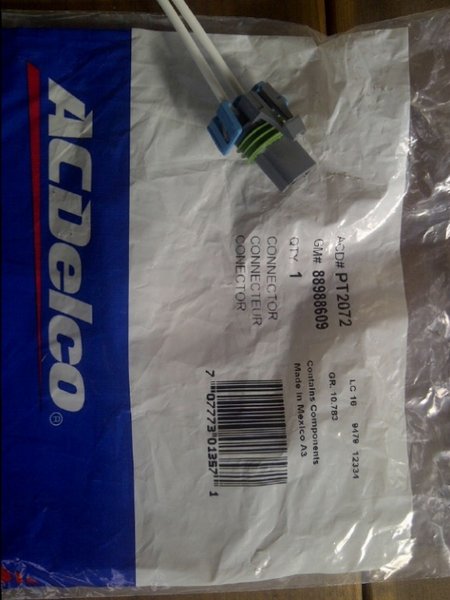 ACDelco®
ACD# PT2072
GM# 88988609
QTY. 1
CONNECTOR
CONNECTEUR
CONECTOR
LC 16 9479 12334
GR. 10.783
Contains Components
Made in Mexico A3
7 07773 01357 1